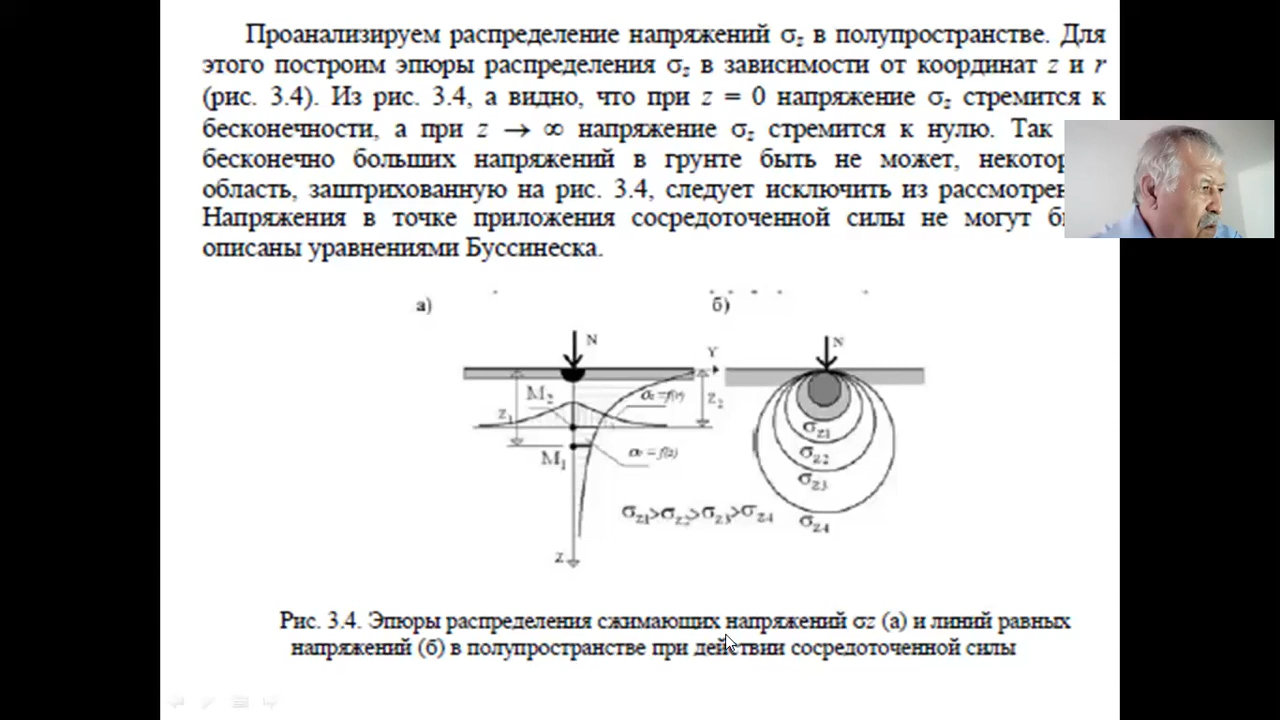 Проанализируем распределение напряжений σz в полупространстве. Для
этого построим эпюры распределения σz в зависимости от координат z и r
(рис. 3.4). Из рис. 3.4, а видно, что при z = 0 напряжение σz стремится к
бесконечности, а при z → ∞ напряжение σz стремится к нулю. Так
бесконечно больших напряжений в грунте быть не может,
область, заштрихованную на рис. 3.4, следует исключить из
Напряжения в точке приложения сосредоточенной силы не могут
описаны уравнениями Буссинеска.
а)
б)
N
N
Y
M2
z1
z2
M1
σz1
σz2
σz3
σz4
σz1>σz2>σz3>σz4
z
Рис. 3.4. Эпюры распределения сжимающих напряжений σz (а) и линий равных
напряжений (б) в полупространстве при действии сосредоточенной силы